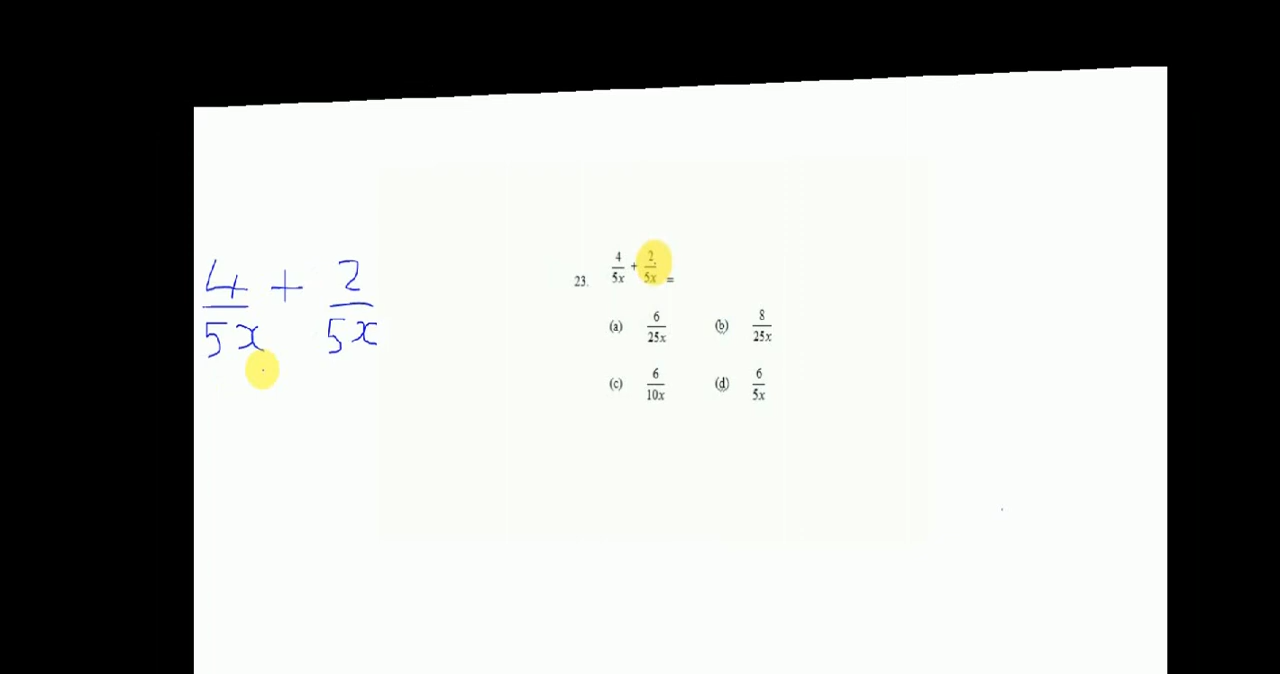 4/5x + 2/5x
23. 4/5x + 2/5x =
(a) 6/25x (b) 8/25x
(c) 6/10x (d) 6/5x